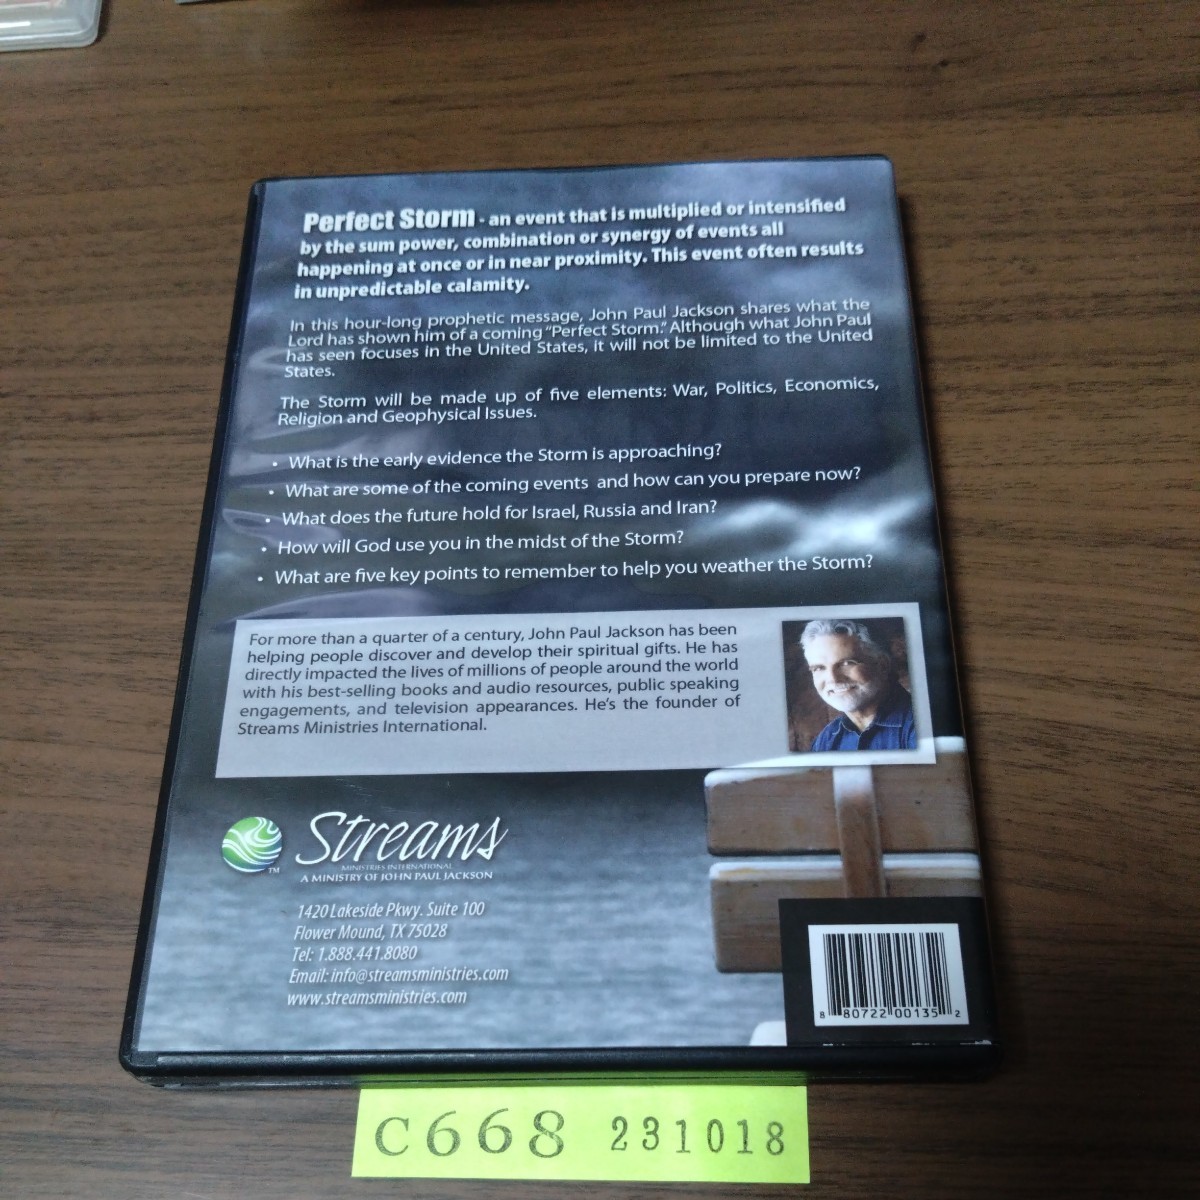 Perfect Storm - an event that is multiplied or intensified
by the sum power, combination or synergy of events all
happening at once or in near proximity. This event often results
in unpredictable calamity.
In this hour-long prophetic message, John Paul Jackson shares what the
Lord has shown him of a coming "Perfect Storm." Although what John Paul
has seen focuses in the United States, it will not be limited to the United
States.
The Storm will be made up of five elements: War, Politics, Economics,
Religion and Geophysical Issues.
• What is the early evidence the Storm is approaching?
• What are some of the coming events and how can you prepare now?
• What does the future hold for Israel, Russia and Iran?
• How will God use you in the midst of the Storm?
• What are five key points to remember to help you weather the Storm?
For more than a quarter of a century, John Paul Jackson has been
helping people discover and develop their spiritual gifts. He has
directly impacted the lives of millions of people around the world
with his best-selling books and audio resources, public speaking
engagements, and television appearances. He's the founder of
Streams Ministries International.
Streams
TM
MINISTRIES INTERNATIONAL
A MINISTRY OF JOHN PAUL JACKSON
1420 Lakeside Pkwy. Suite 100
Flower Mound, TX 75028
Tel: 1.888.441.8080
Email: info@streamsministries.com
www.streamsministries.com
8 80722 00135 2
C668 231018